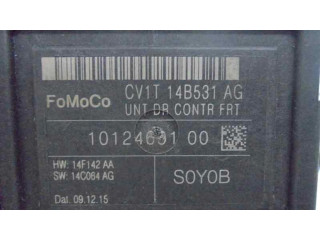 FoMoCo
CV1T 14B531 AG
UNT DR CONTR FRT
10124691 00
HW: 14F142 AA
SW: 14C064 AG
S0Y0B
Dat. 09.12.15